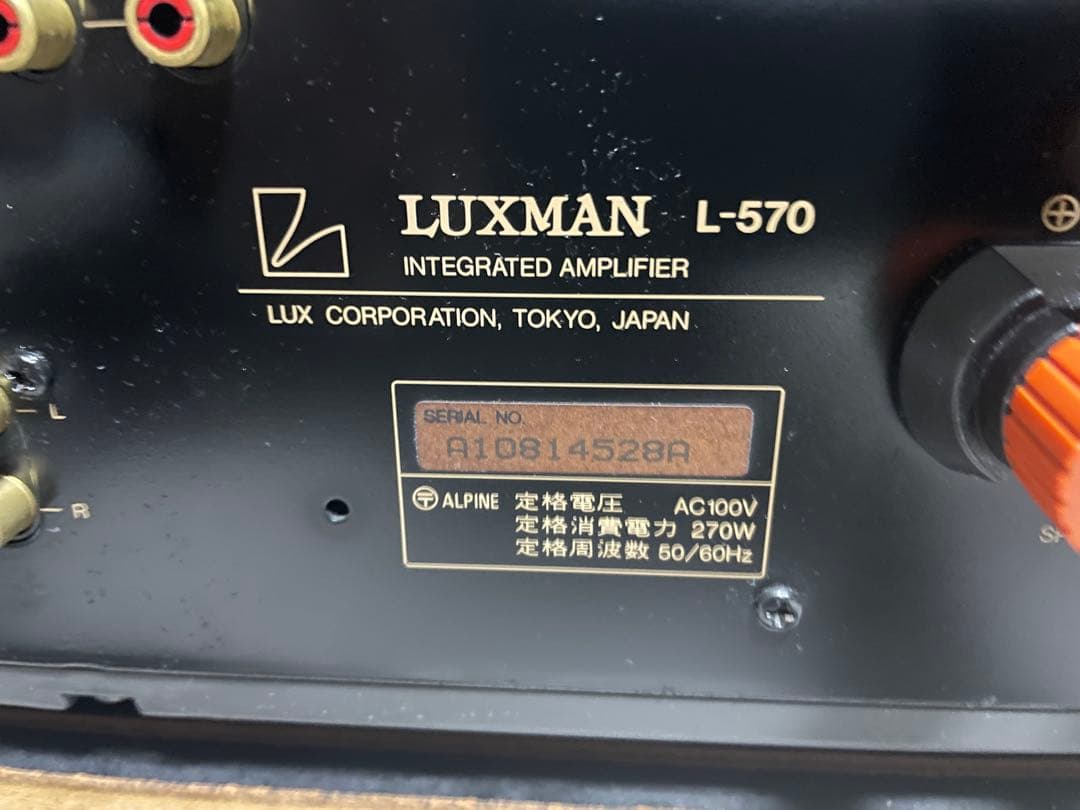 LUXMAN L-570
INTEGRATED AMPLIFIER
LUX CORPORATION, TOKYO, JAPAN
L
R
SERIAL NO.
A10814528A
〒 ALPINE 定格電圧 AC100V
定格消費電力 270W
定格周波数 50/60Hz